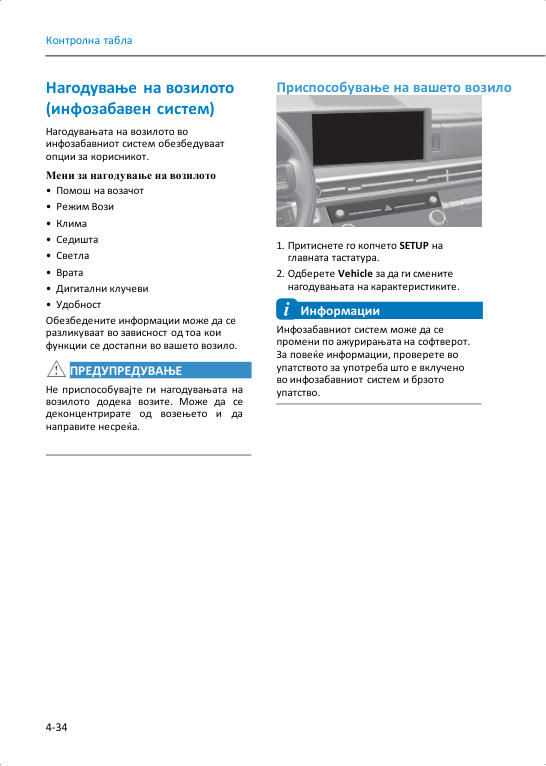 Контролна табла
Нагодување на возилото
(инфозабавен систем)
Нагодувањата на возилото во
инфозабавниот систем обезбедуваат
опции за корисникот.
Мени за нагодување на возилото
• Помош на возачот
• Режим Вози
• Клима
• Седишта
• Светла
• Врата
• Дигитални клучеви
• Удобност
Обезбедените информации може да се
разликуваат во зависност од тоа кои
функции се достапни во вашето возило.
ПРЕДУПРЕДУВАЊЕ
Не приспособувајте ги нагодувањата на
возилото додека возите. Може да се
деконцентрирате од возењето и да
направите несреќа.
Приспособување на вашето возило
1. Притиснете го копчето SETUP на
главната тастатура.
2. Одберете Vehicle за да ги смените
нагодувањата на карактеристиките.
i Информации
Инфозабавниот систем може да се
промени по ажурирањата на софтверот.
За повеќе информации, проверете во
упатството за употреба што е вклучено
во инфозабавниот систем и брзото
упатство.
4-34